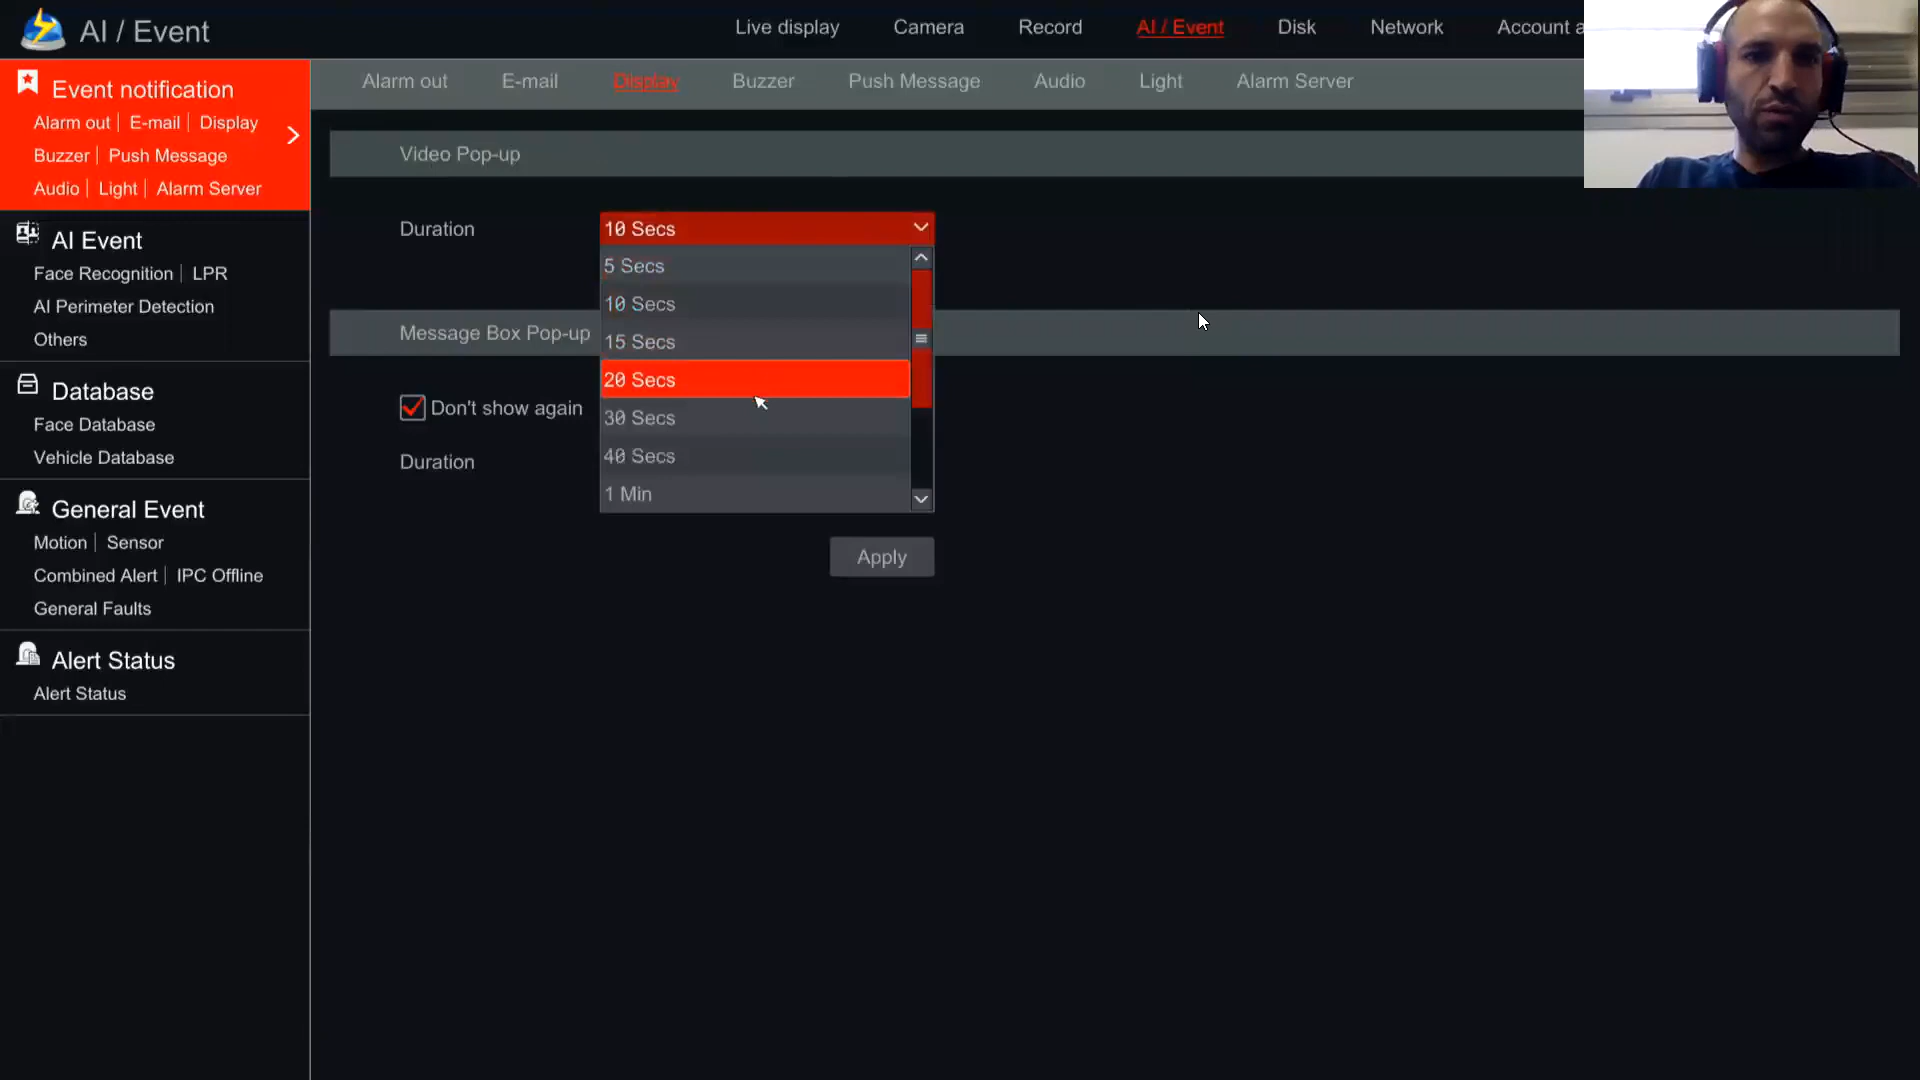 AI / Event
Live display Camera Record AI / Event Disk Network Account a
Event notification
Alarm out | E-mail | Display
Buzzer | Push Message
Audio | Light | Alarm Server
AI Event
Face Recognition | LPR
AI Perimeter Detection
Others
Database
Face Database
Vehicle Database
General Event
Motion | Sensor
Combined Alert | IPC Offline
General Faults
Alert Status
Alert Status
Alarm out E-mail Display Buzzer Push Message Audio Light Alarm Server
Video Pop-up
Duration 10 Secs
5 Secs
10 Secs
15 Secs
20 Secs
30 Secs
40 Secs
1 Min
Message Box Pop-up
Don't show again
Duration
Apply